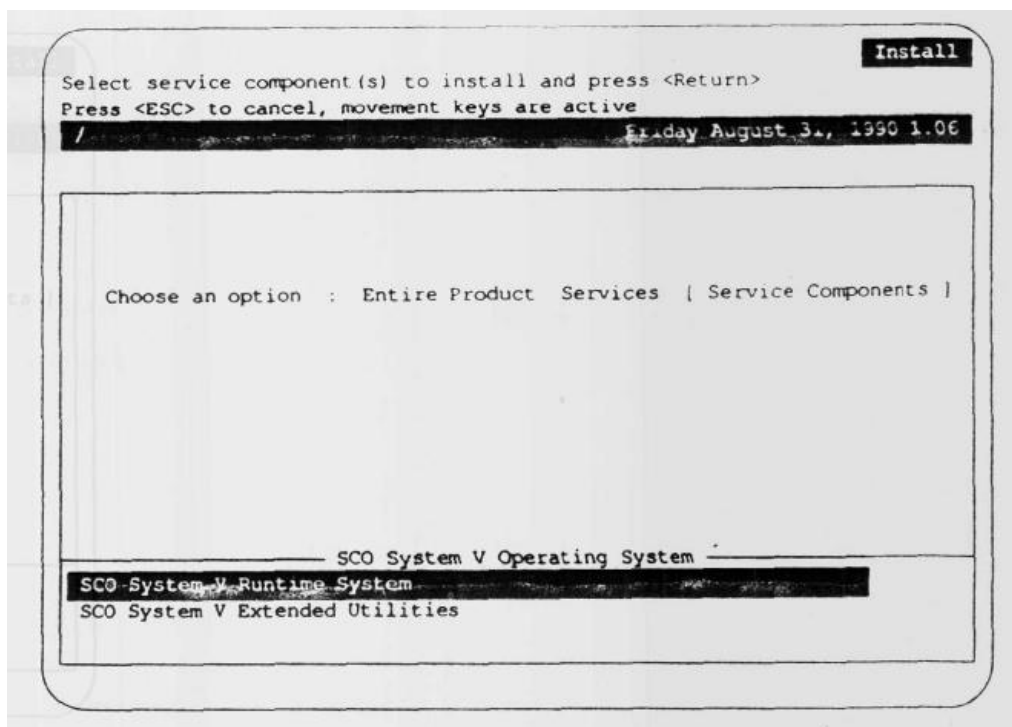 Install
Select service component(s) to install and press <Return>
Press <ESC> to cancel, movement keys are active
/ Friday August 31, 1990 1.06
Choose an option : Entire Product Services [ Service Components ]
SCO System V Operating System
SCO System V Runtime System
SCO System V Extended Utilities